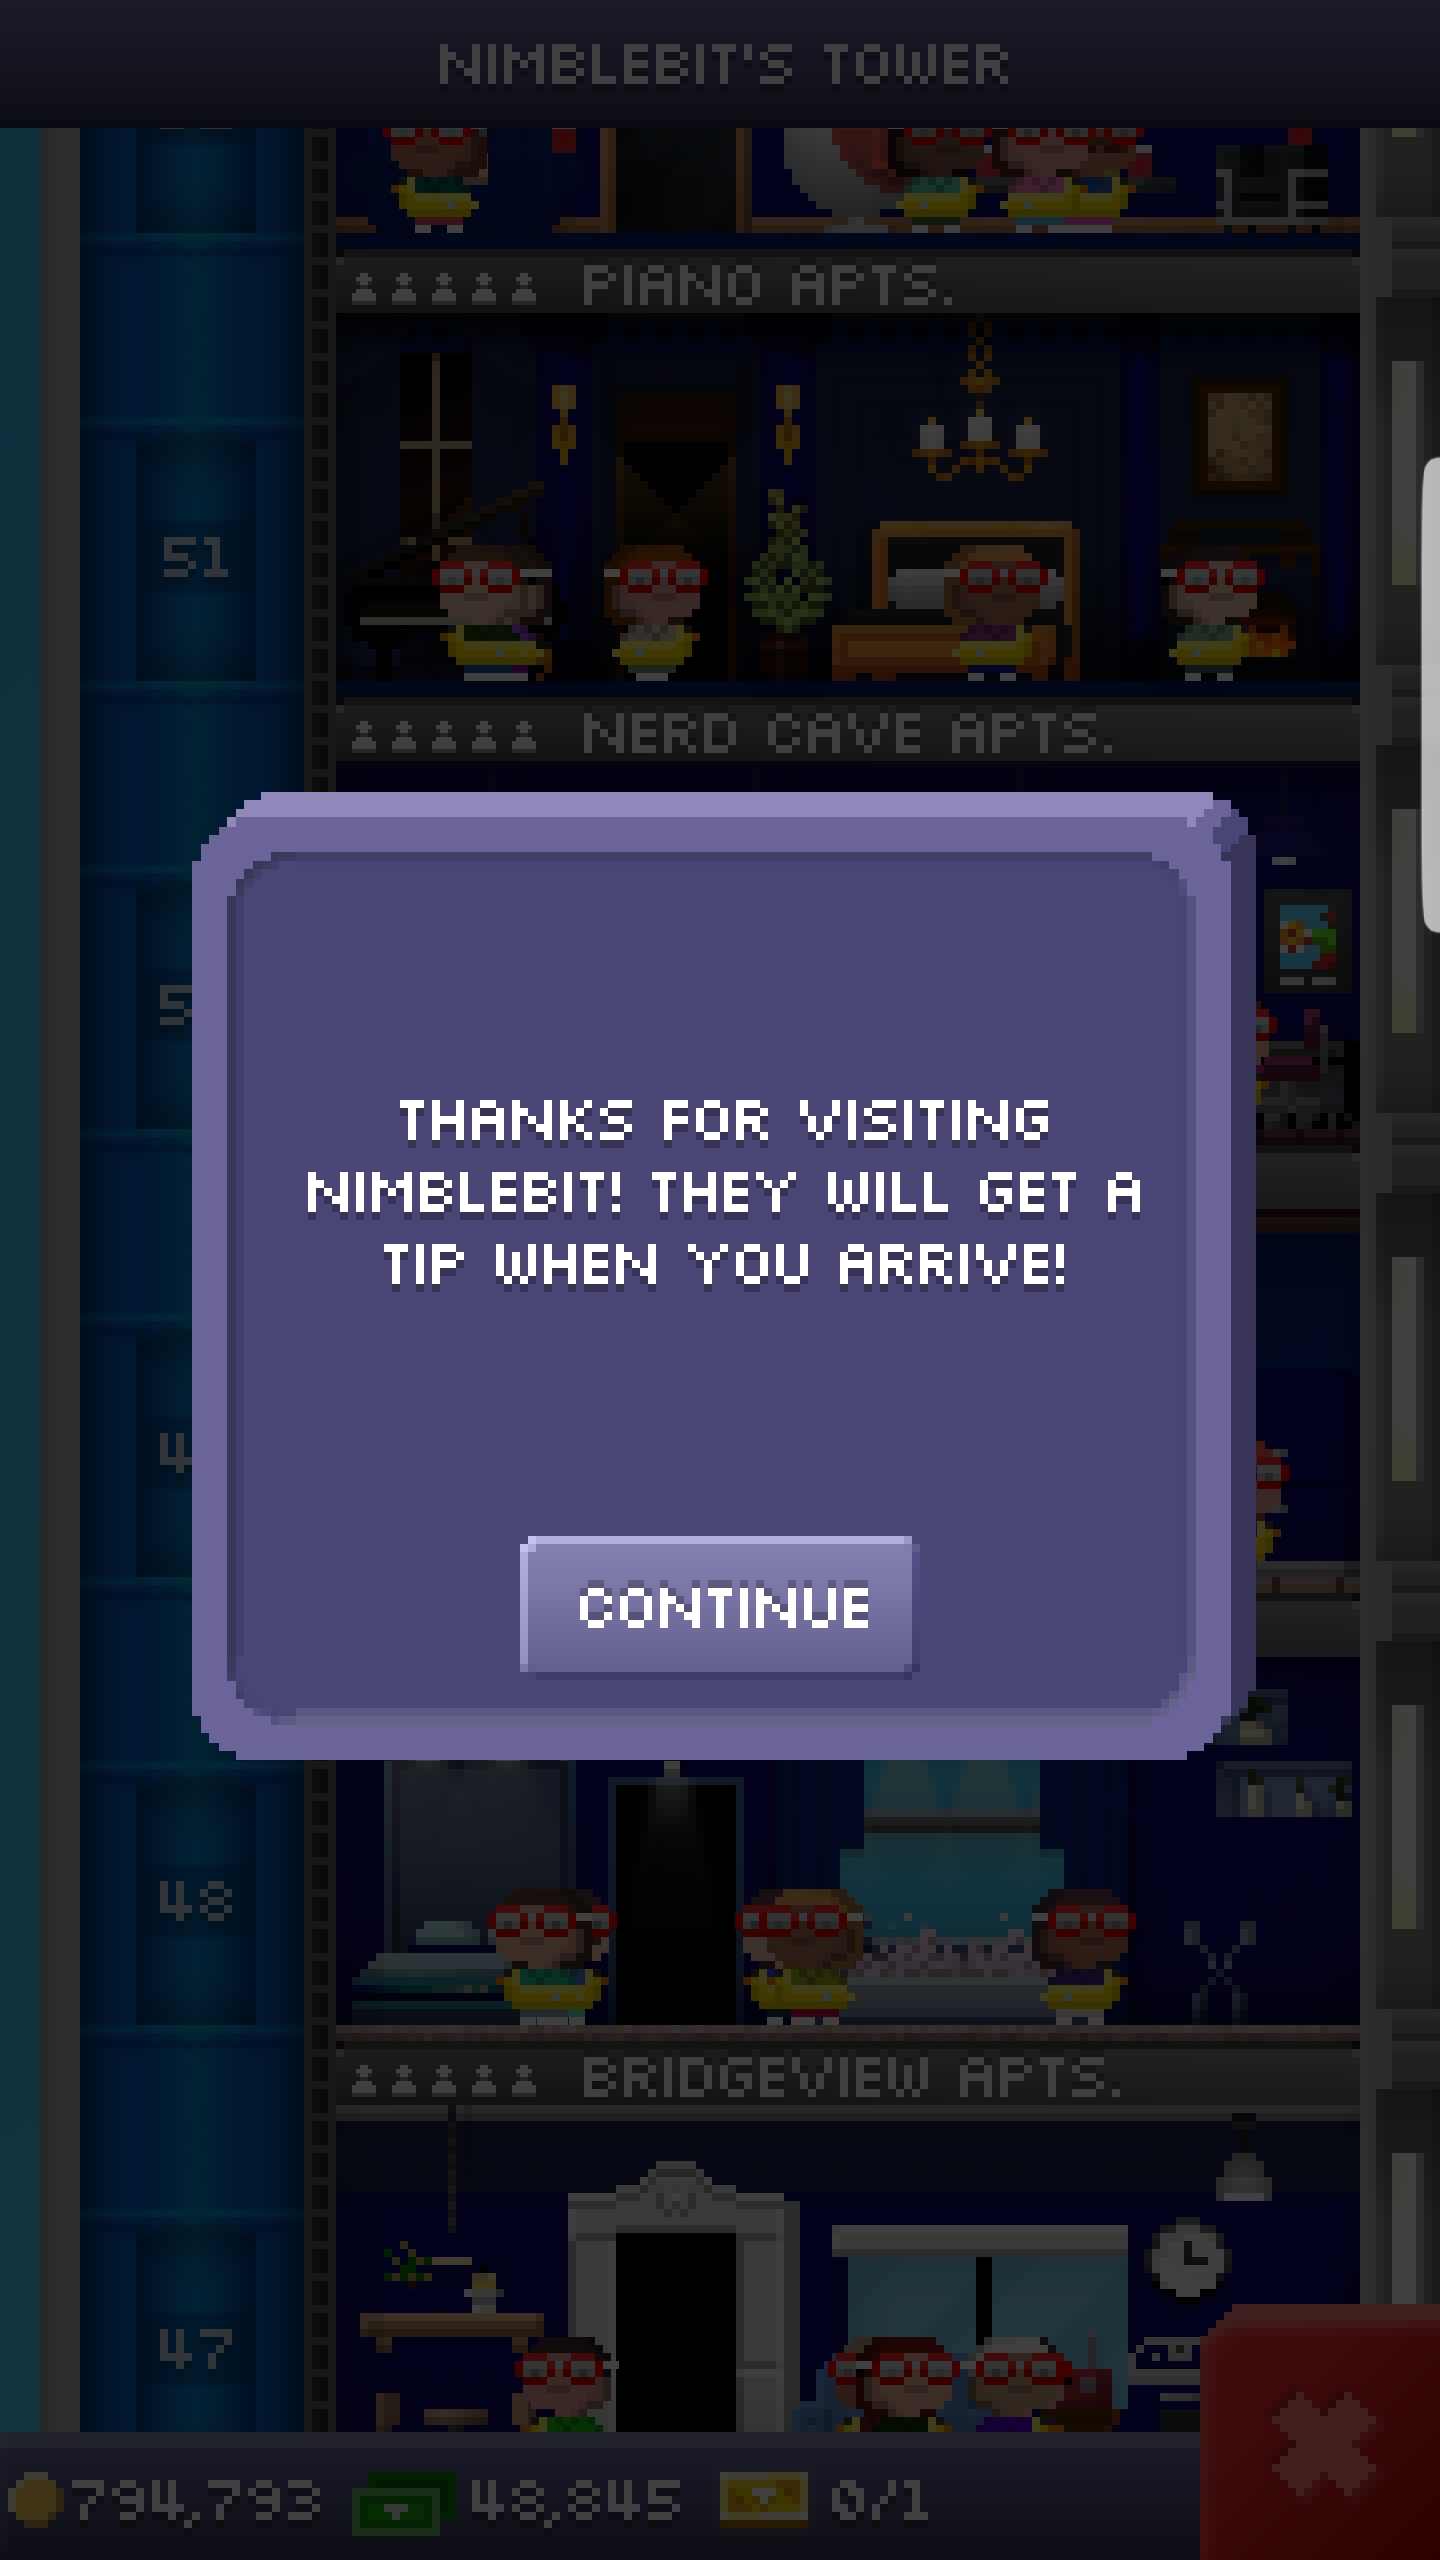 NIMBLEBIT'S TOWER
PIANO APTS.
51
NERD CAVE APTS.
THANKS FOR VISITING
NIMBLEBIT! THEY WILL GET A
TIP WHEN YOU ARRIVE!
CONTINUE
48
BRIDGEVIEW APTS.
47
794,793 48,845 0/1